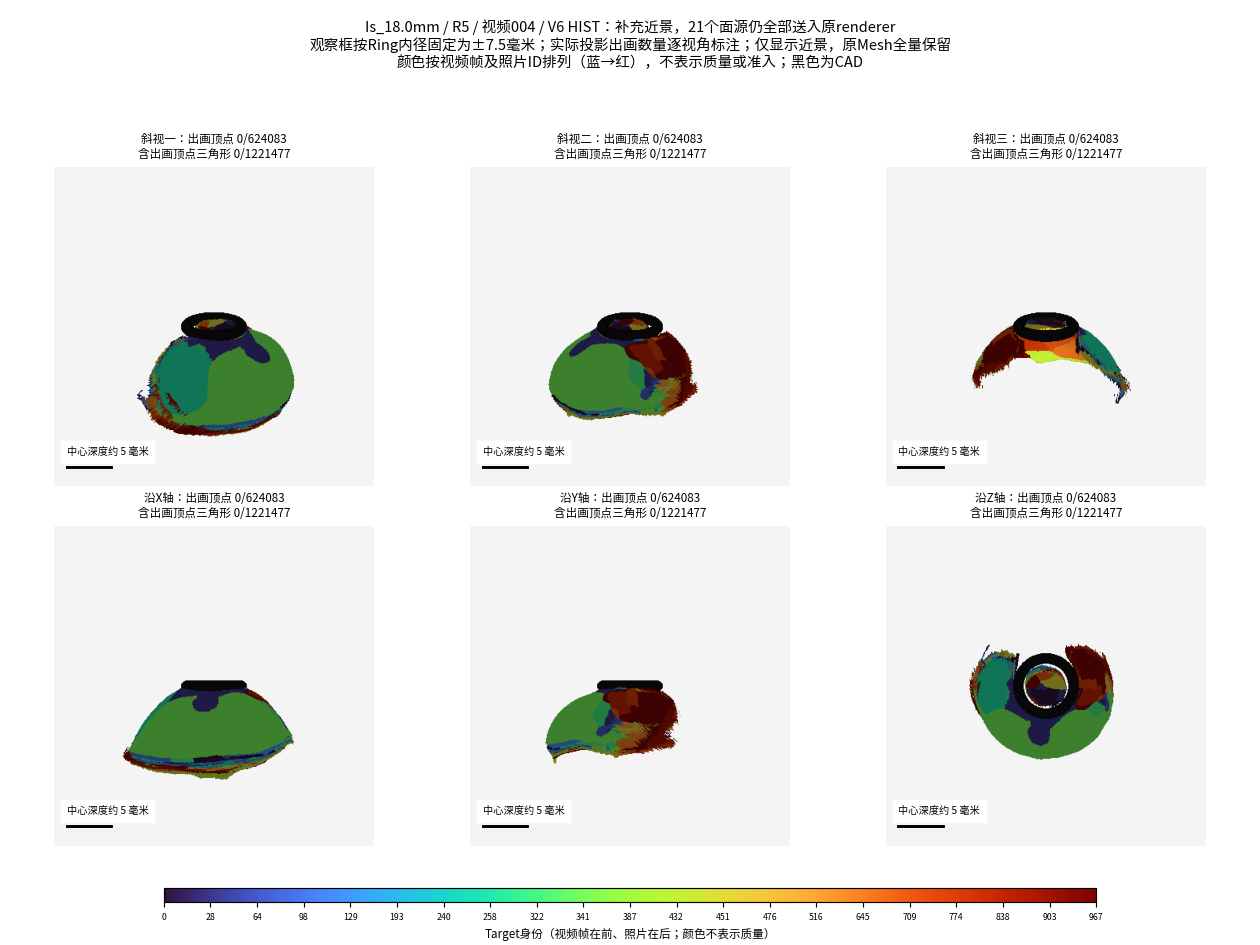 Is_18.0mm / R5 / 视频004 / V6 HIST：补充近景，21个面源仍全部送入原renderer
观察框按Ring内径固定为±7.5毫米；实际投影出画数量逐视角标注；仅显示近景，原Mesh全量保留
颜色按视频帧及照片ID排列（蓝→红），不表示质量或准入；黑色为CAD
斜视一：出画顶点 0/624083
含出画顶点三角形 0/1221477
斜视二：出画顶点 0/624083
含出画顶点三角形 0/1221477
斜视三：出画顶点 0/624083
含出画顶点三角形 0/1221477
中心深度约 5 毫米
中心深度约 5 毫米
中心深度约 5 毫米
沿X轴：出画顶点 0/624083
含出画顶点三角形 0/1221477
沿Y轴：出画顶点 0/624083
含出画顶点三角形 0/1221477
沿Z轴：出画顶点 0/624083
含出画顶点三角形 0/1221477
中心深度约 5 毫米
中心深度约 5 毫米
中心深度约 5 毫米
0 28 64 98 129 193 240 258 322 341 387 432 451 476 516 645 709 774 838 903 967
Target身份（视频帧在前、照片在后；颜色不表示质量）